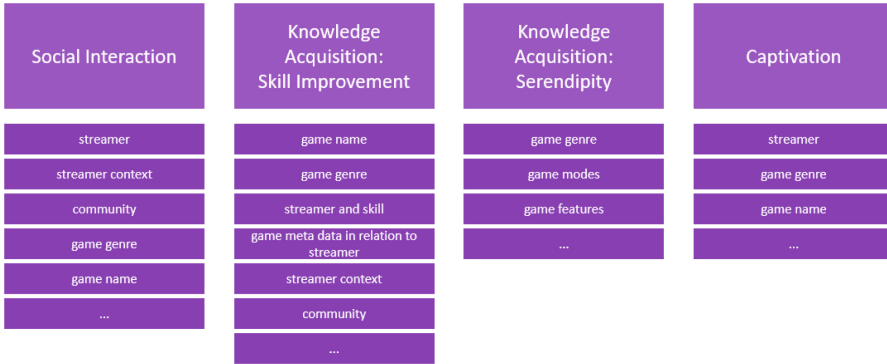 Social Interaction
streamer
streamer context
community
game genre
game name
...
Knowledge
Acquisition:
Skill Improvement
game name
game genre
streamer and skill
game meta data in relation to
streamer
streamer context
community
...
Knowledge
Acquisition:
Serendipity
game genre
game modes
game features
...
Captivation
streamer
game genre
game name
...